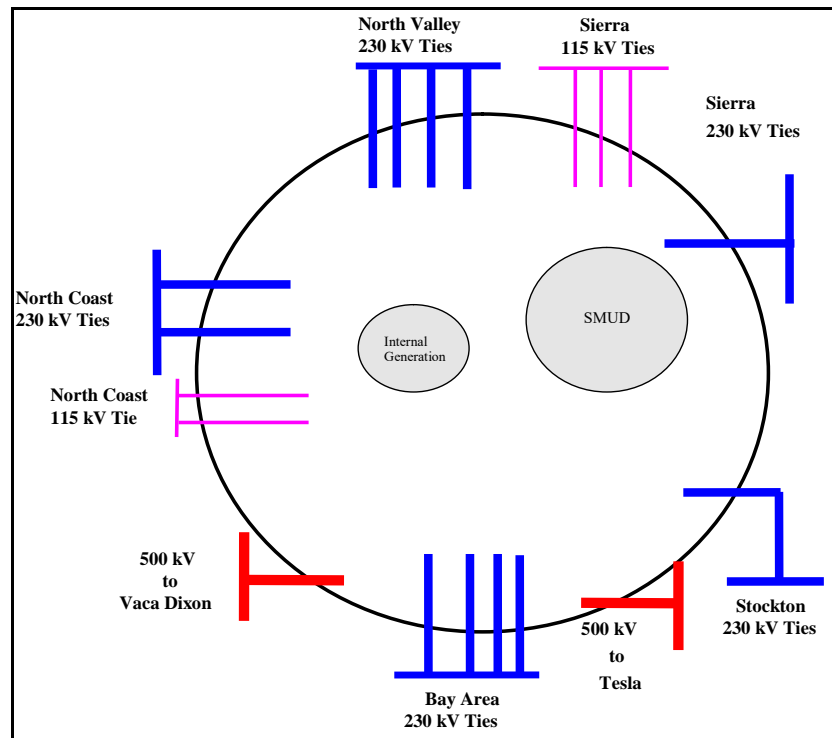 North Valley
230 kV Ties
Sierra
115 kV Ties
Sierra
230 kV Ties
North Coast
230 kV Ties
Internal
Generation
SMUD
North Coast
115 kV Tie
500 kV
to
Vaca Dixon
500 kV
to
Tesla
Stockton
230 kV Ties
Bay Area
230 kV Ties